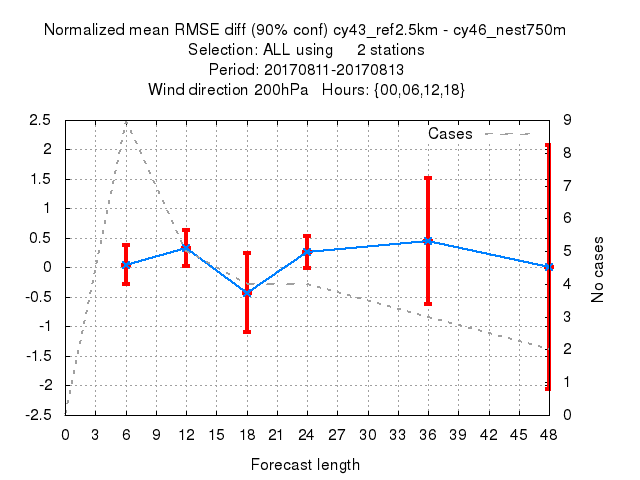 Normalized mean RMSE diff (90% conf) cy43_ref2.5km - cy46_nest750m
Selection: ALL using 2 stations
Period: 20170811-20170813
Wind direction 200hPa Hours: {00,06,12,18}
Cases
2.5
2
1.5
1
0.5
0
-0.5
-1
-1.5
-2
-2.5
9
8
7
6
5
4
3
2
1
0
No cases
0 3 6 9 12 15 18 21 24 27 30 33 36 39 42 45 48
Forecast length